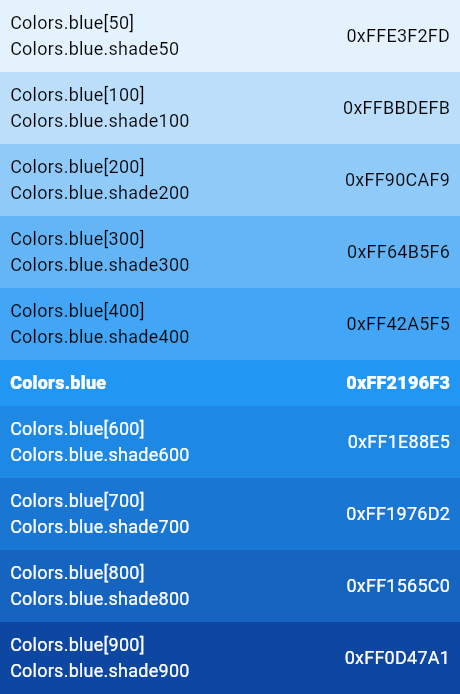 Colors.blue[50]
Colors.blue.shade50
0xFFE3F2FD
Colors.blue[100]
Colors.blue.shade100
0xFFBBDEFB
Colors.blue[200]
Colors.blue.shade200
0xFF90CAF9
Colors.blue[300]
Colors.blue.shade300
0xFF64B5F6
Colors.blue[400]
Colors.blue.shade400
0xFF42A5F5
Colors.blue
0xFF2196F3
Colors.blue[600]
Colors.blue.shade600
0xFF1E88E5
Colors.blue[700]
Colors.blue.shade700
0xFF1976D2
Colors.blue[800]
Colors.blue.shade800
0xFF1565C0
Colors.blue[900]
Colors.blue.shade900
0xFF0D47A1